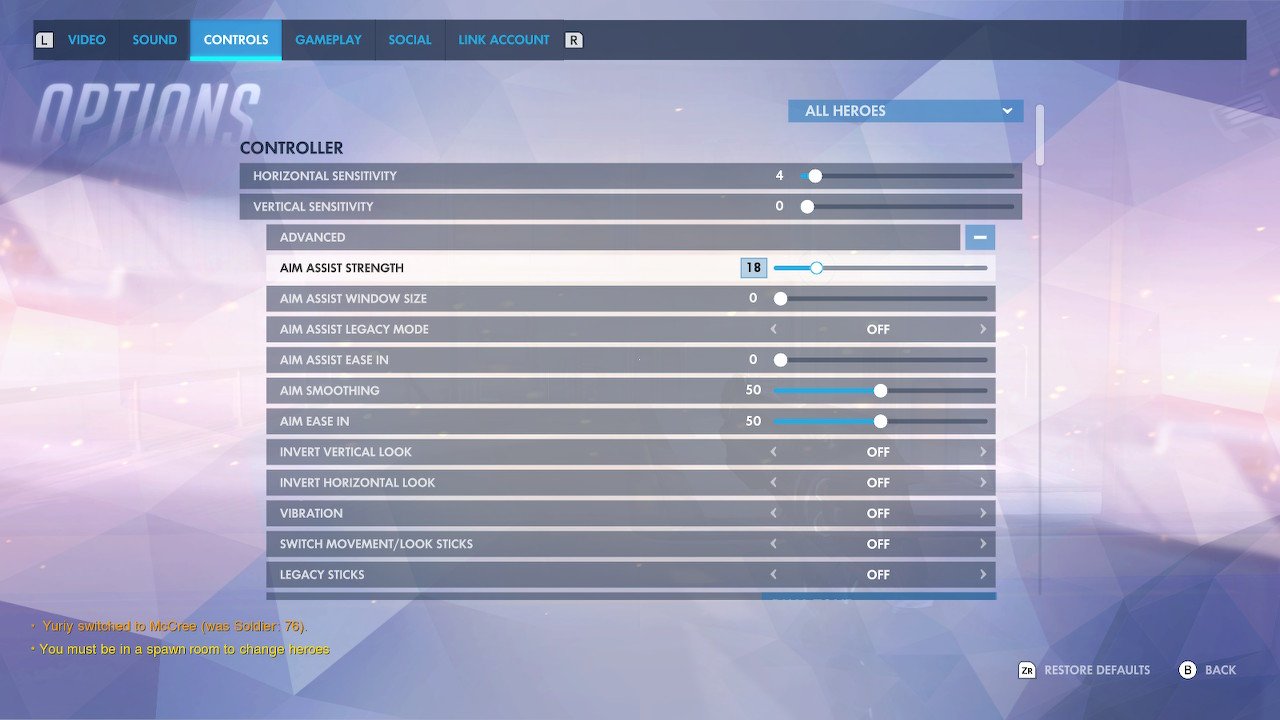 L VIDEO SOUND CONTROLS GAMEPLAY SOCIAL LINK ACCOUNT R
OPTIONS
ALL HEROES
CONTROLLER
HORIZONTAL SENSITIVITY 4
VERTICAL SENSITIVITY 0
ADVANCED
AIM ASSIST STRENGTH 18
AIM ASSIST WINDOW SIZE 0
AIM ASSIST LEGACY MODE OFF
AIM ASSIST EASE IN 0
AIM SMOOTHING 50
AIM EASE IN 50
INVERT VERTICAL LOOK OFF
INVERT HORIZONTAL LOOK OFF
VIBRATION OFF
SWITCH MOVEMENT/LOOK STICKS OFF
LEGACY STICKS OFF
· Yuriy switched to McCree (was Soldier: 76).
· You must be in a spawn room to change heroes
ZR RESTORE DEFAULTS B BACK